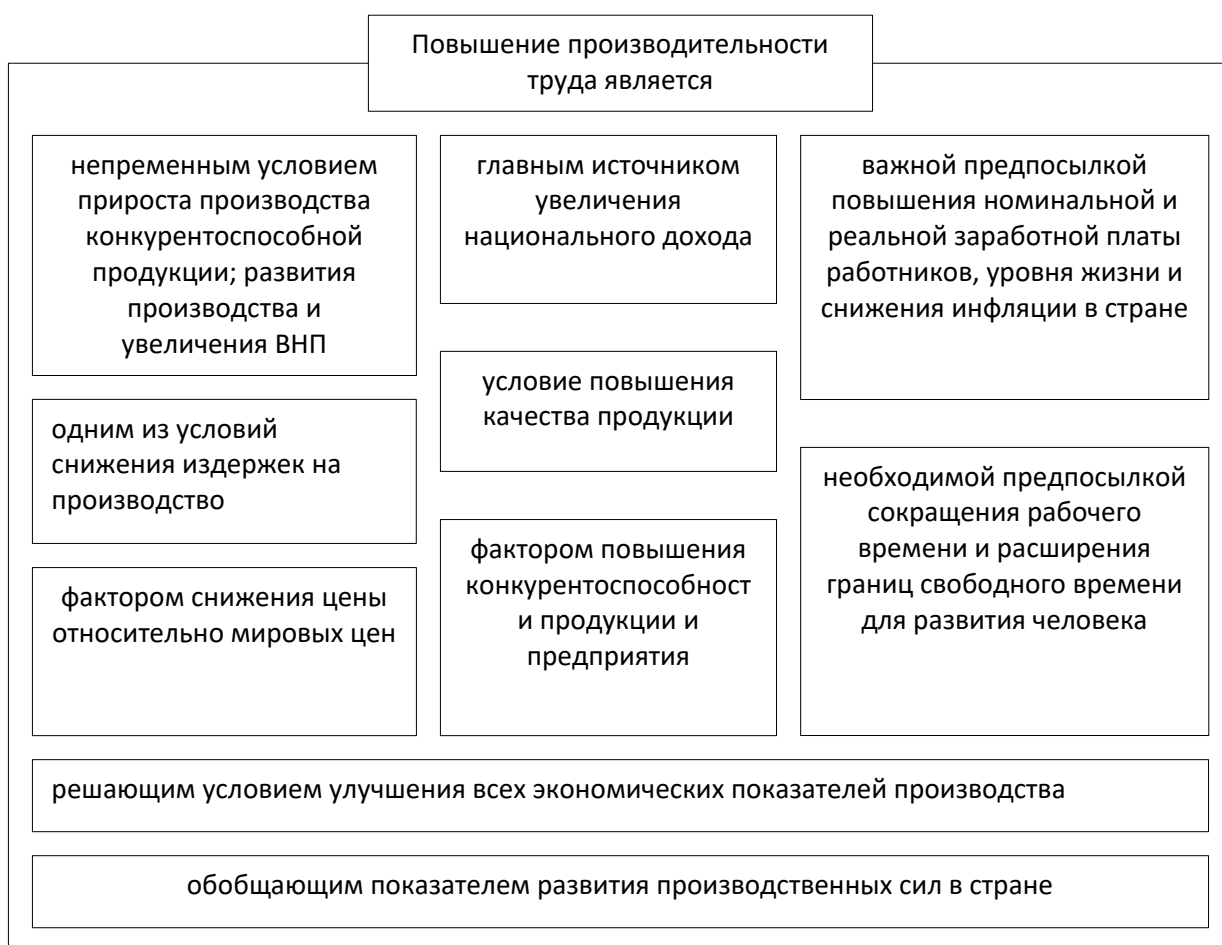 Повышение производительности
труда является
непременным условием
прироста производства
конкурентоспособной
продукции; развития
производства и
увеличения ВНП
одним из условий
снижения издержек на
производство
фактором снижения цены
относительно мировых цен
главным источником
увеличения
национального дохода
условие повышения
качества продукции
фактором повышения
конкурентоспособност
и продукции и
предприятия
важной предпосылкой
повышения номинальной и
реальной заработной платы
работников, уровня жизни и
снижения инфляции в стране
необходимой предпосылкой
сокращения рабочего
времени и расширения
границ свободного времени
для развития человека
решающим условием улучшения всех экономических показателей производства
обобщающим показателем развития производственных сил в стране